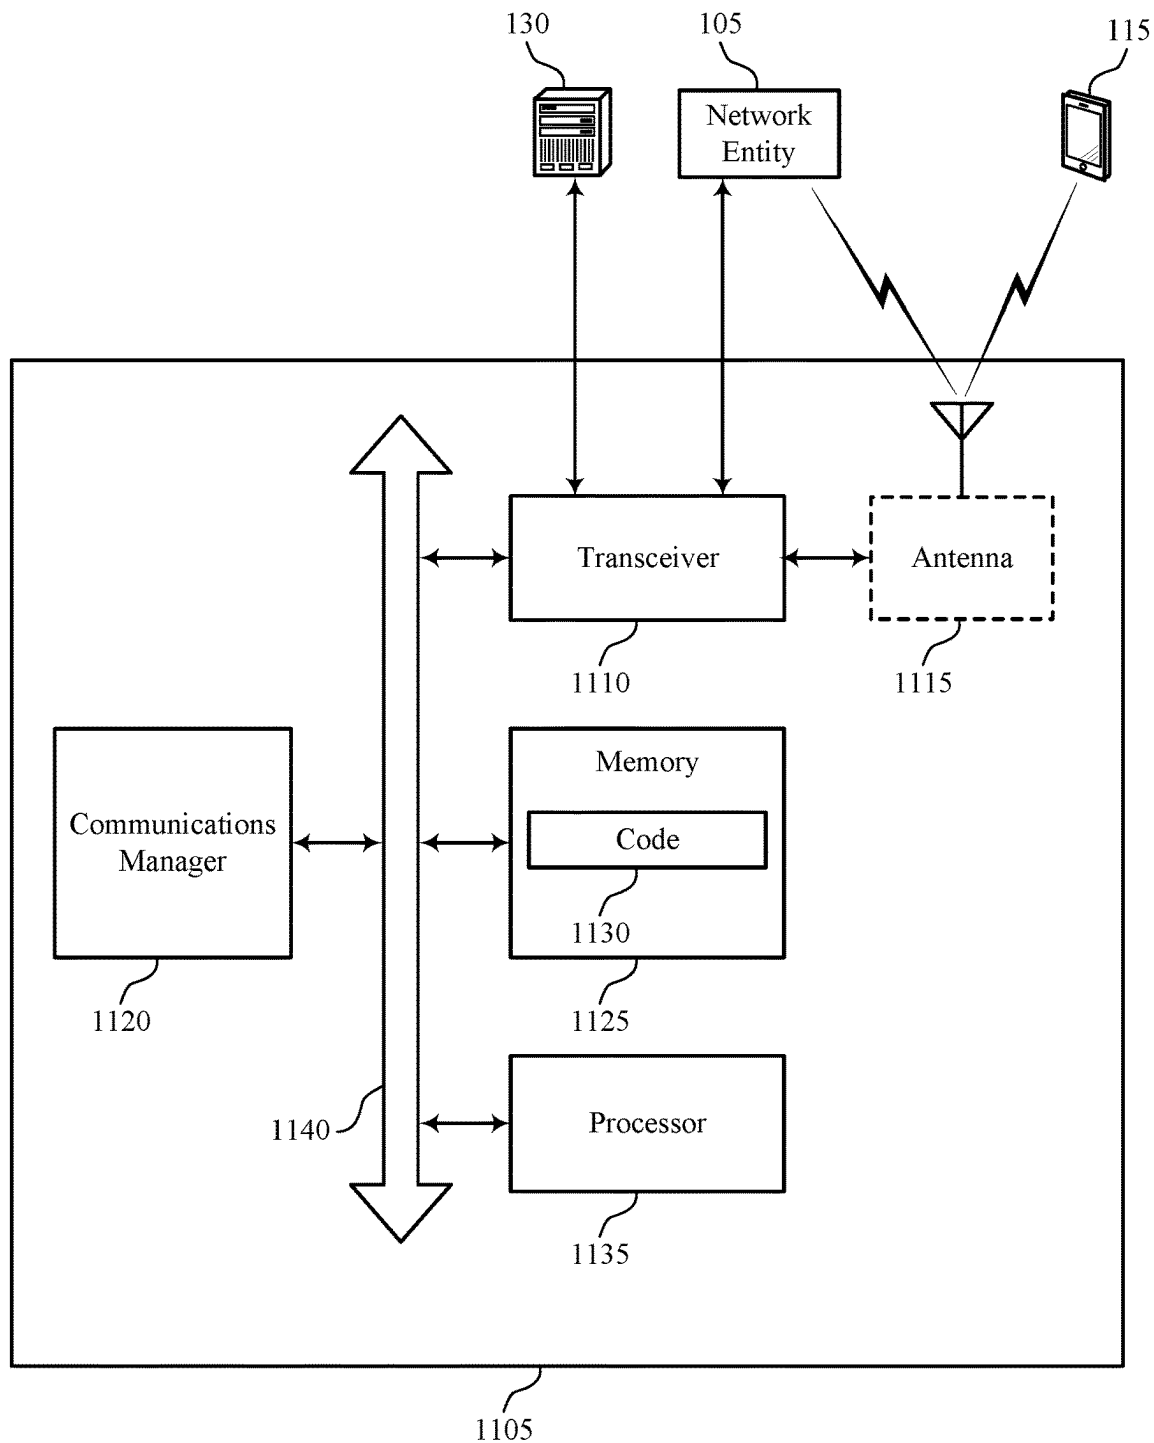 130
105
115
Network
Entity
Transceiver
Antenna
1110
1115
Memory
Communications
Manager
Code
1130
1120
1125
1140
Processor
1135
1105